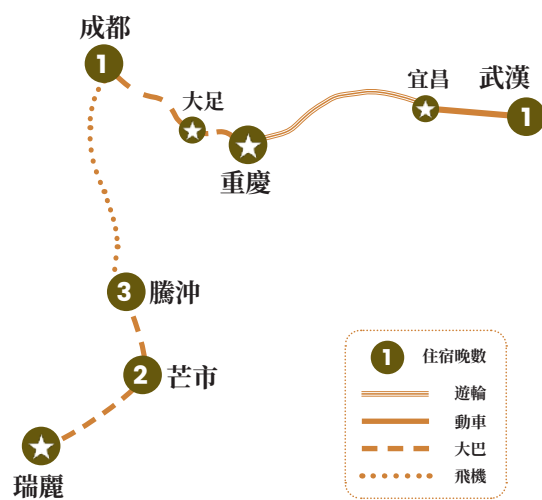 成都
1
大足
重慶
宜昌
武漢
1
3
騰沖
2
芒市
瑞麗
1 住宿晚數
遊輪
動車
大巴
飛機